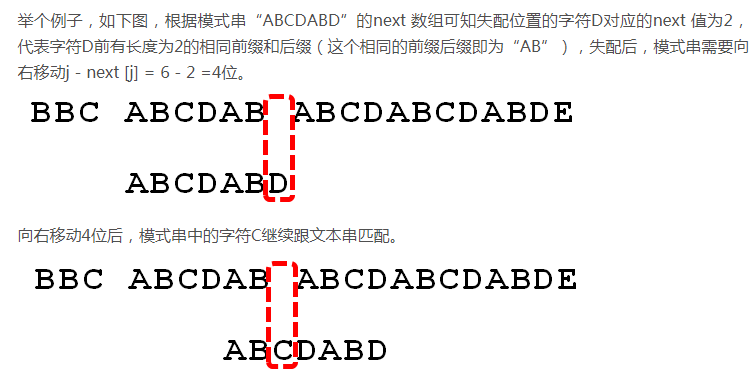 举个例子，如下图，根据模式串“ABCDABD”的next 数组可知失配位置的字符D对应的next 值为2，
代表字符D前有长度为2的相同前缀和后缀（这个相同的前缀后缀即为“AB”），失配后，模式串需要向
右移动j - next [j] = 6 - 2 =4位。
BBC ABCDAB ABCDABCDABDE
ABCDABD
向右移动4位后，模式串中的字符C继续跟文本串匹配。
BBC ABCDAB ABCDABCDABDE
ABCDABD